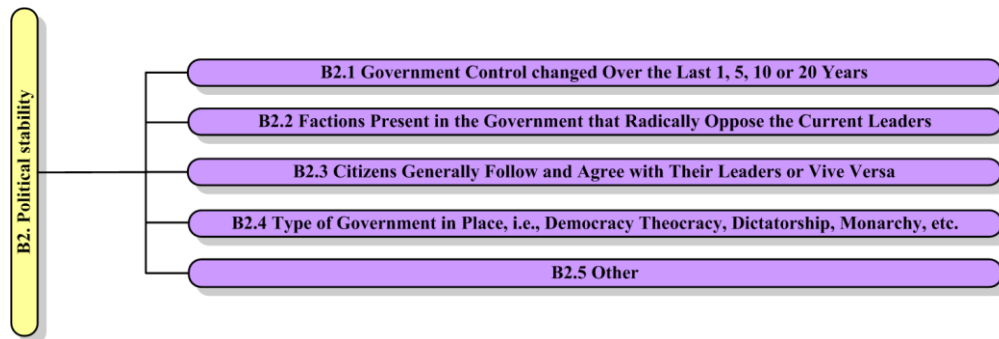 B2. Political stability
B2.1 Government Control changed Over the Last 1, 5, 10 or 20 Years
B2.2 Factions Present in the Government that Radically Oppose the Current Leaders
B2.3 Citizens Generally Follow and Agree with Their Leaders or Vive Versa
B2.4 Type of Government in Place, i.e., Democracy Theocracy, Dictatorship, Monarchy, etc.
B2.5 Other